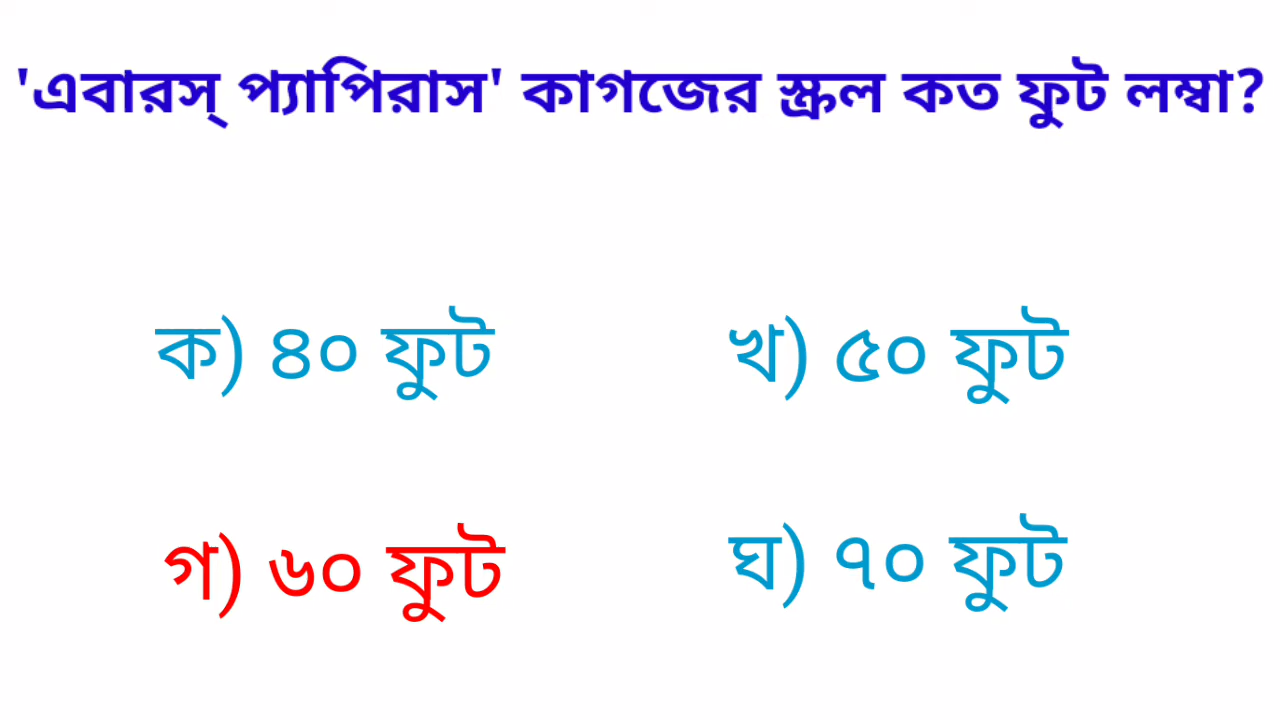 'এবারস্ প্যাপিরাস' কাগজের স্ক্রল কত ফুট লম্বা?
ক) ৪০ ফুট খ) ৫০ ফুট
গ) ৬০ ফুট ঘ) ৭০ ফুট